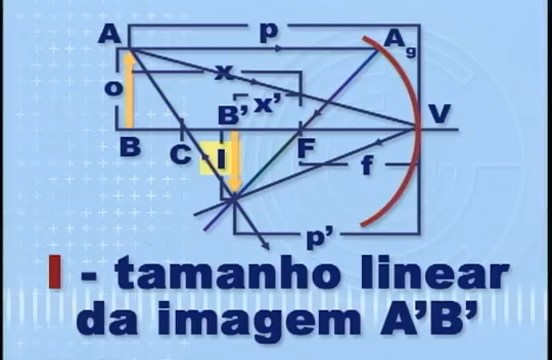 A p Ag
x
o x'
B' V
B C I F
f
p'
I - tamanho linear
da imagem A'B'